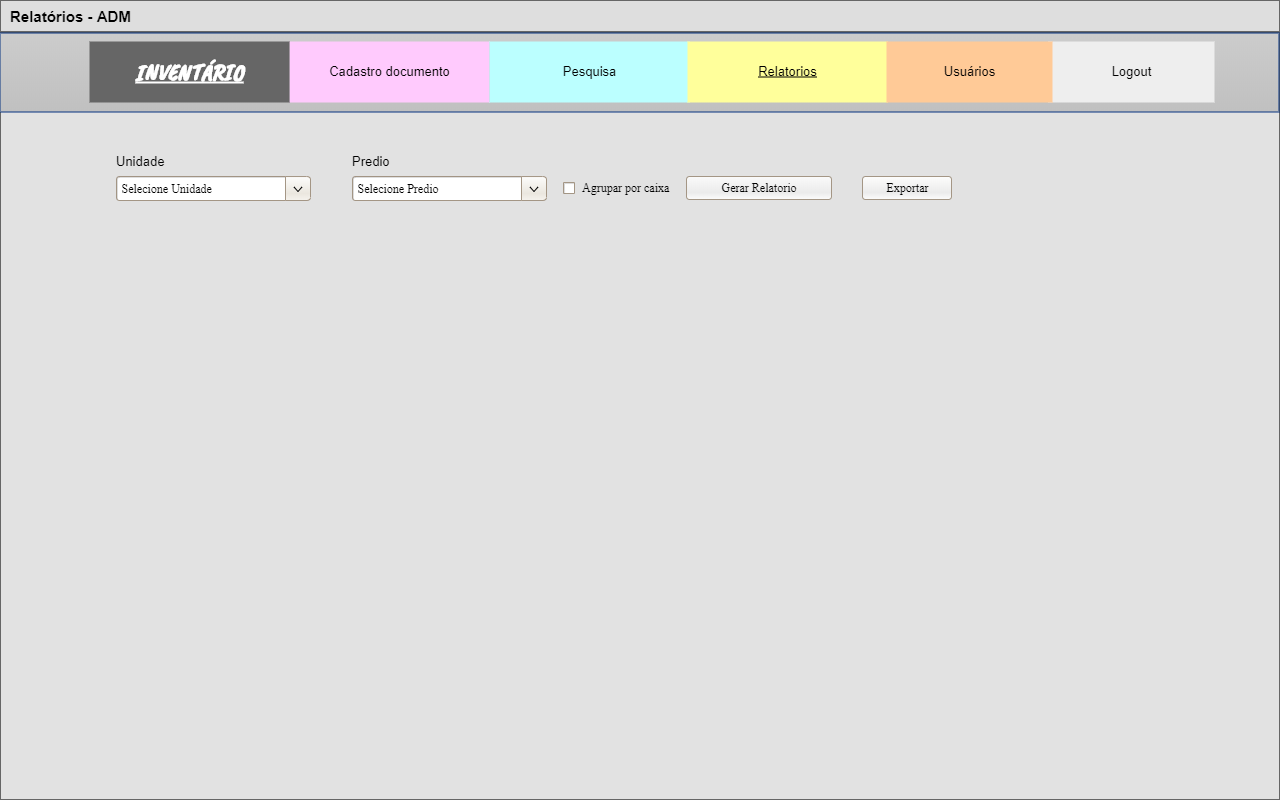 Relatórios - ADM
INVENTÁRIO Cadastro documento Pesquisa Relatorios Usuários Logout
Unidade Predio
Selecione Unidade Selecione Predio Agrupar por caixa Gerar Relatorio Exportar